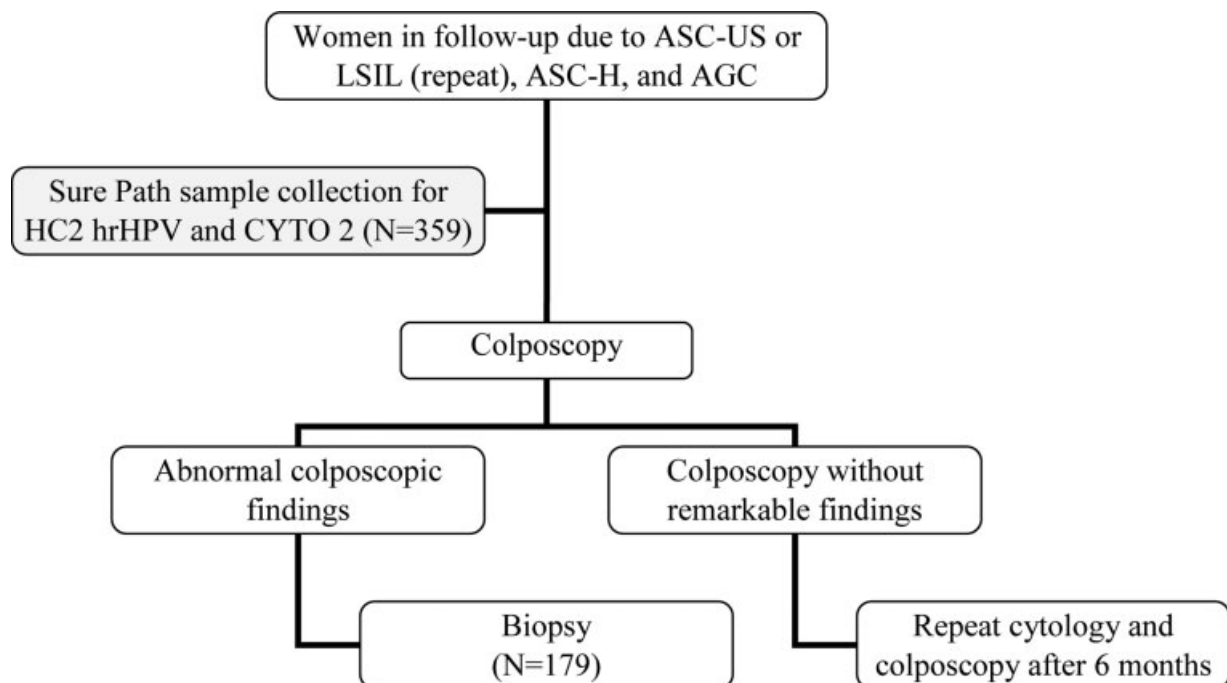 Women in follow-up due to ASC-US or
LSIL (repeat), ASC-H, and AGC
Sure Path sample collection for
HC2 hrHPV and CYTO 2 (N=359)
Colposcopy
Abnormal colposcopic
findings
Colposcopy without
remarkable findings
Biopsy
(N=179)
Repeat cytology and
colposcopy after 6 months